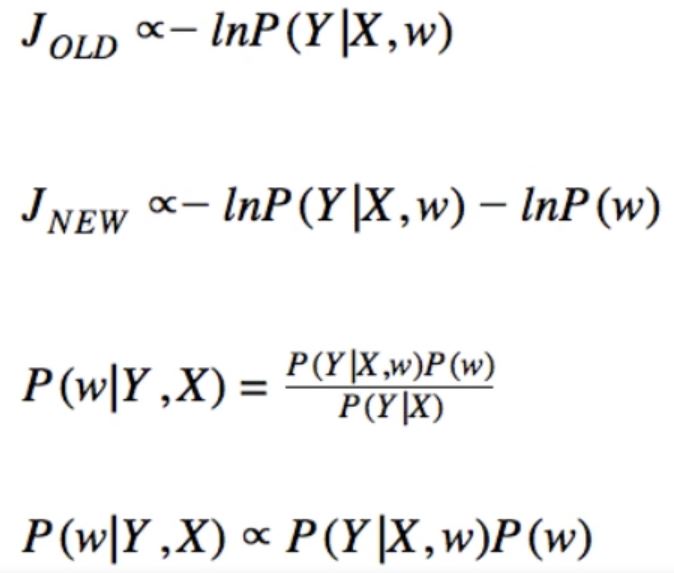 J_OLD ∝ − lnP(Y|X,w)
J_NEW ∝ − lnP(Y|X,w) − lnP(w)
P(w|Y,X) = P(Y|X,w)P(w) / P(Y|X)
P(w|Y,X) ∝ P(Y|X,w)P(w)